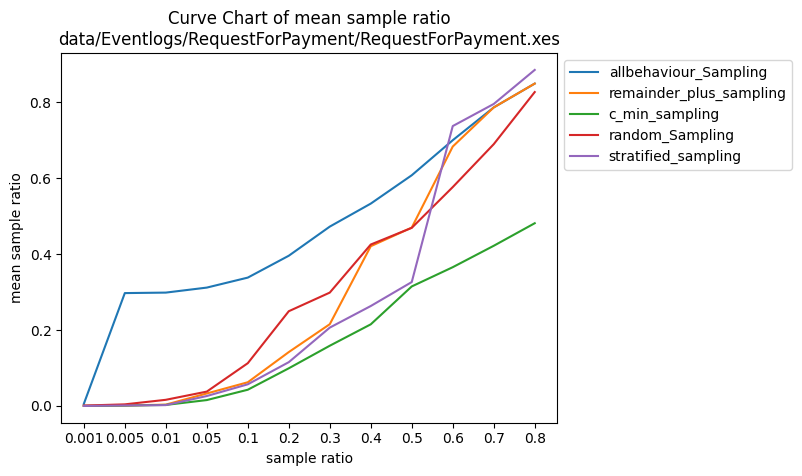 Curve Chart of mean sample ratio
data/Eventlogs/RequestForPayment/RequestForPayment.xes
mean sample ratio
0.8
0.6
0.4
0.2
0.0
0.001 0.005 0.01 0.05 0.1 0.2 0.3 0.4 0.5 0.6 0.7 0.8
sample ratio
allbehaviour_Sampling
remainder_plus_sampling
c_min_sampling
random_Sampling
stratified_sampling